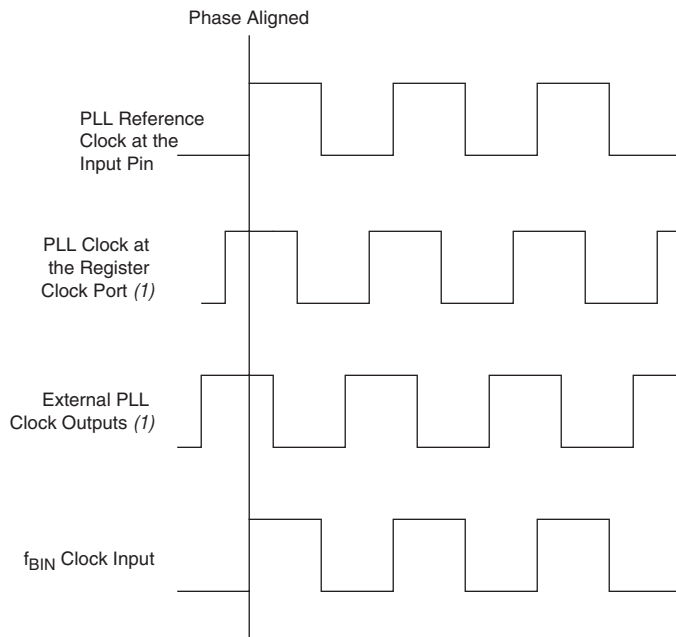 Phase Aligned
PLL Reference
Clock at the
Input Pin
PLL Clock at
the Register
Clock Port (1)
External PLL
Clock Outputs (1)
fBIN Clock Input